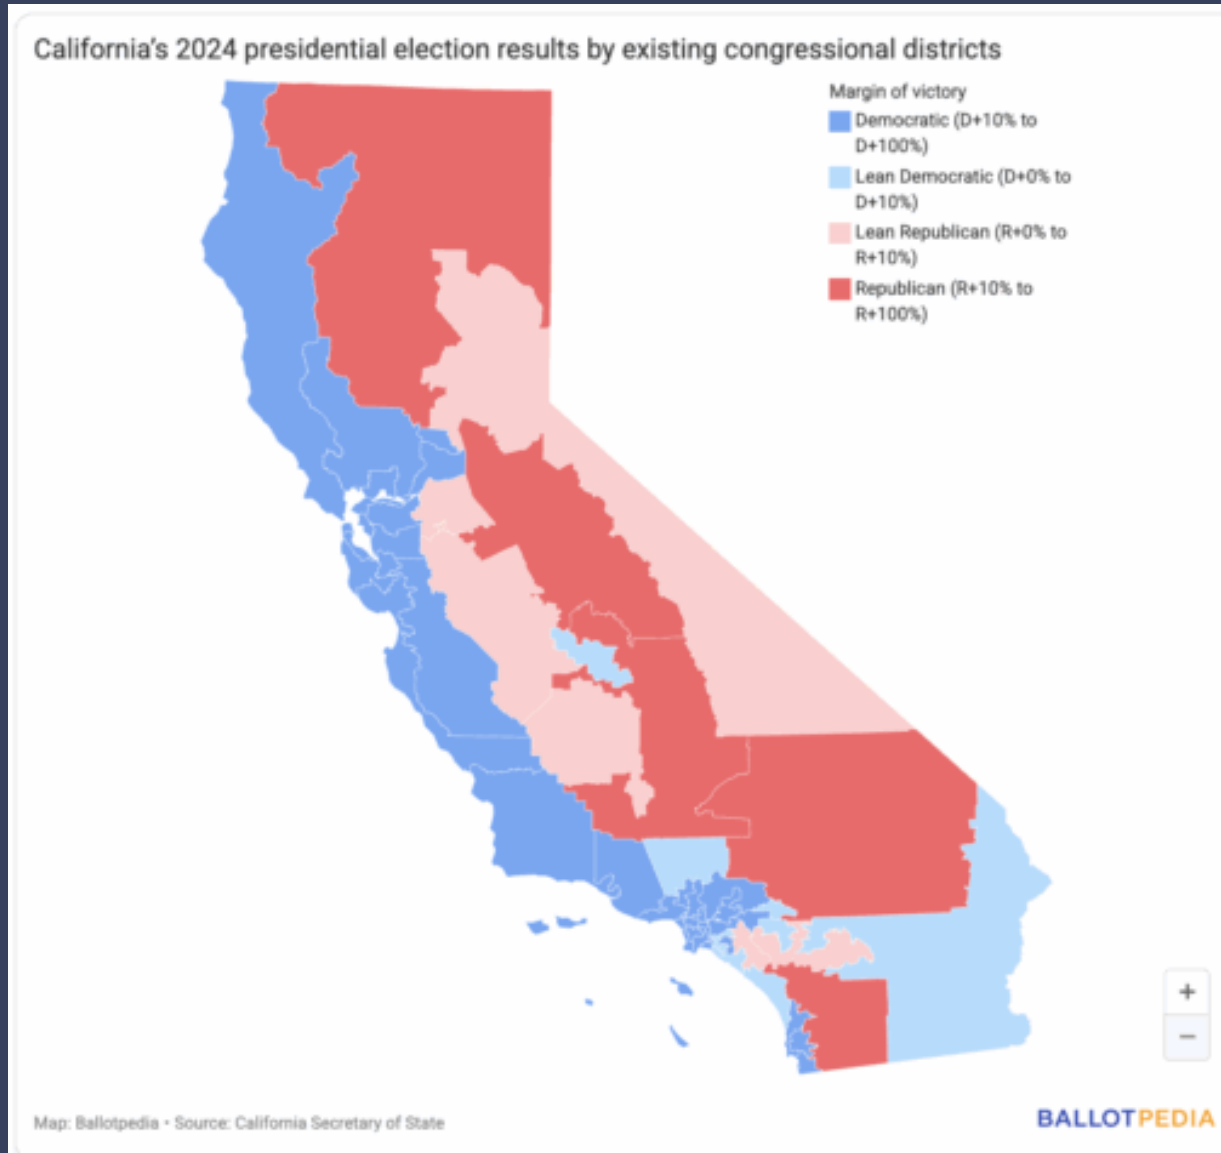 California's 2024 presidential election results by existing congressional districts
Margin of victory
Democratic (D+10% to
D+100%)
Lean Democratic (D+0% to
D+10%)
Lean Republican (R+0% to
R+10%)
Republican (R+10% to
R+100%)
+
−
Map: Ballotpedia • Source: California Secretary of State
BALLOTPEDIA